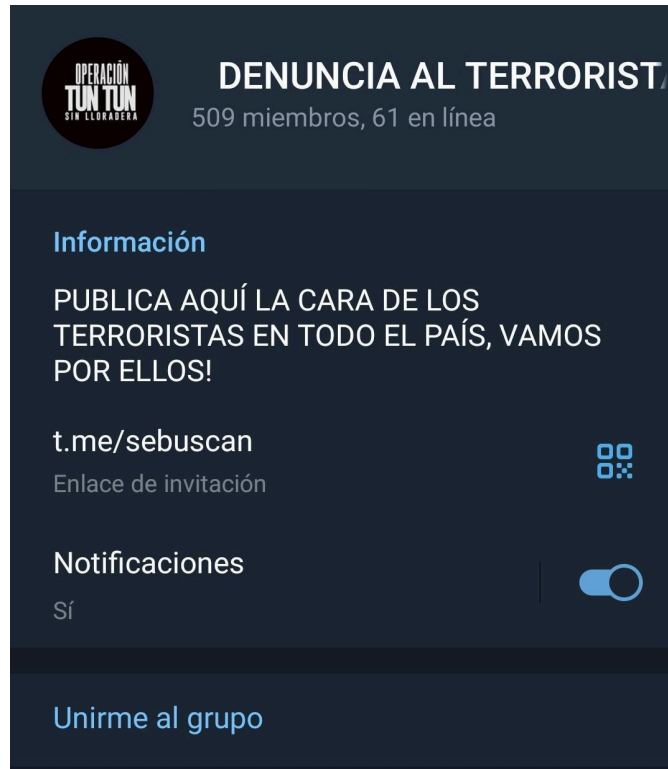 OPERACIÓN
TUN TUN
SIN LLORADERA
DENUNCIA AL TERRORIST
509 miembros, 61 en línea
Información
PUBLICA AQUÍ LA CARA DE LOS
TERRORISTAS EN TODO EL PAÍS, VAMOS
POR ELLOS!
t.me/sebuscan
Enlace de invitación
Notificaciones
Sí
Unirme al grupo